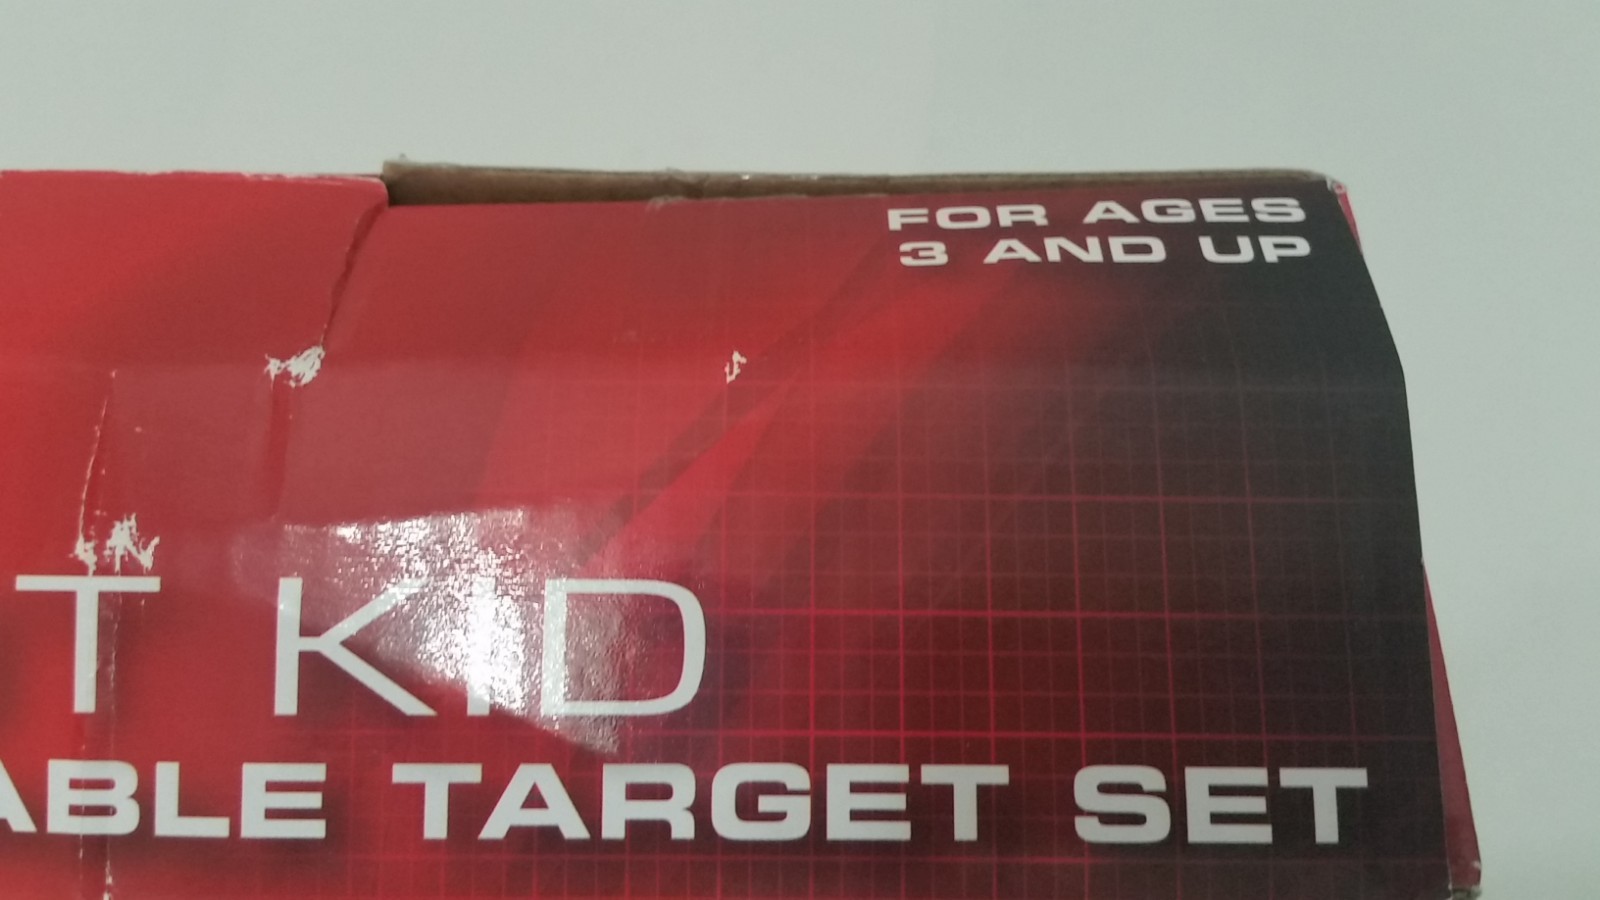 FOR AGES
3 AND UP
T KID
ABLE TARGET SET